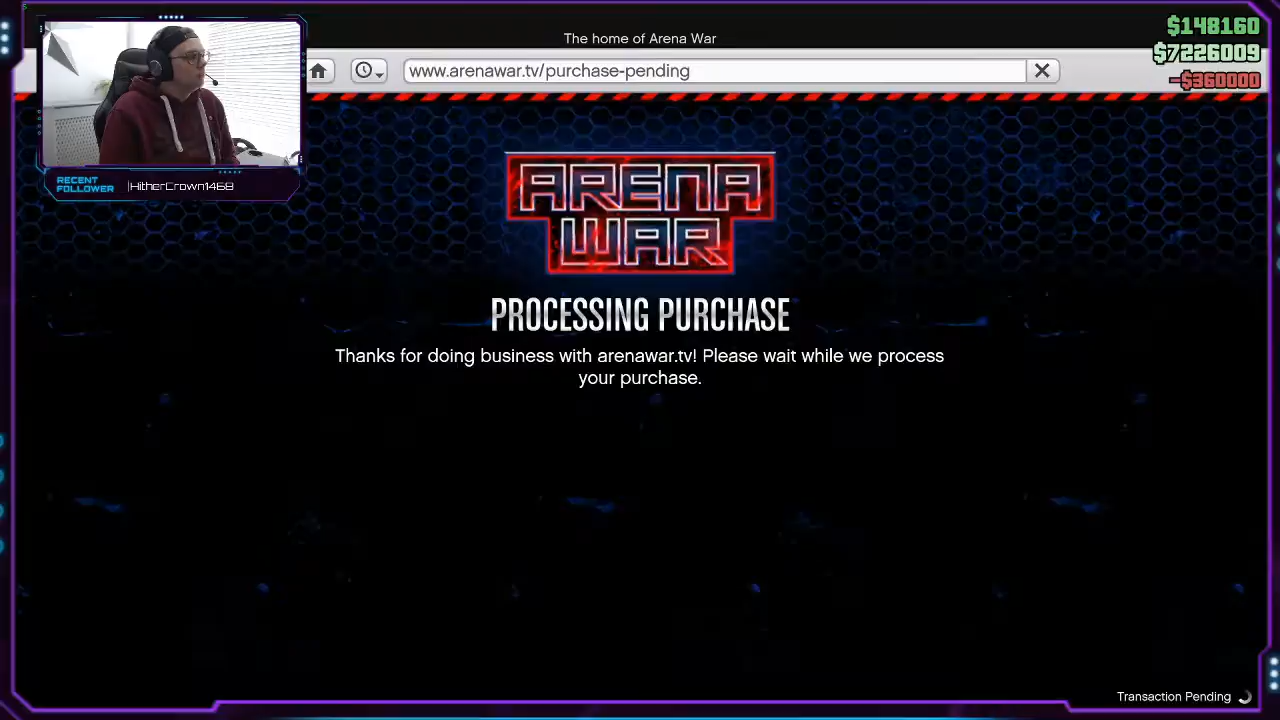 The home of Arena War
www.arenawar.tv/purchase-pending
$148160
$7226009
-$360000
RECENT FOLLOWER
HitherCrown1468
ARENA
WAR
PROCESSING PURCHASE
Thanks for doing business with arenawar.tv! Please wait while we process
your purchase.
Transaction Pending